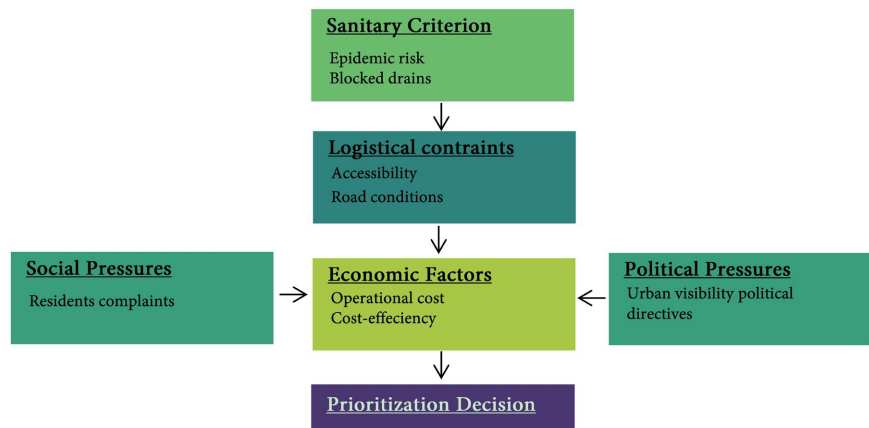 Sanitary Criterion
Epidemic risk
Blocked drains
Logistical contraints
Accessibility
Road conditions
Social Pressures
Residents complaints
Economic Factors
Operational cost
Cost-effeciency
Political Pressures
Urban visibility political
directives
Prioritization Decision